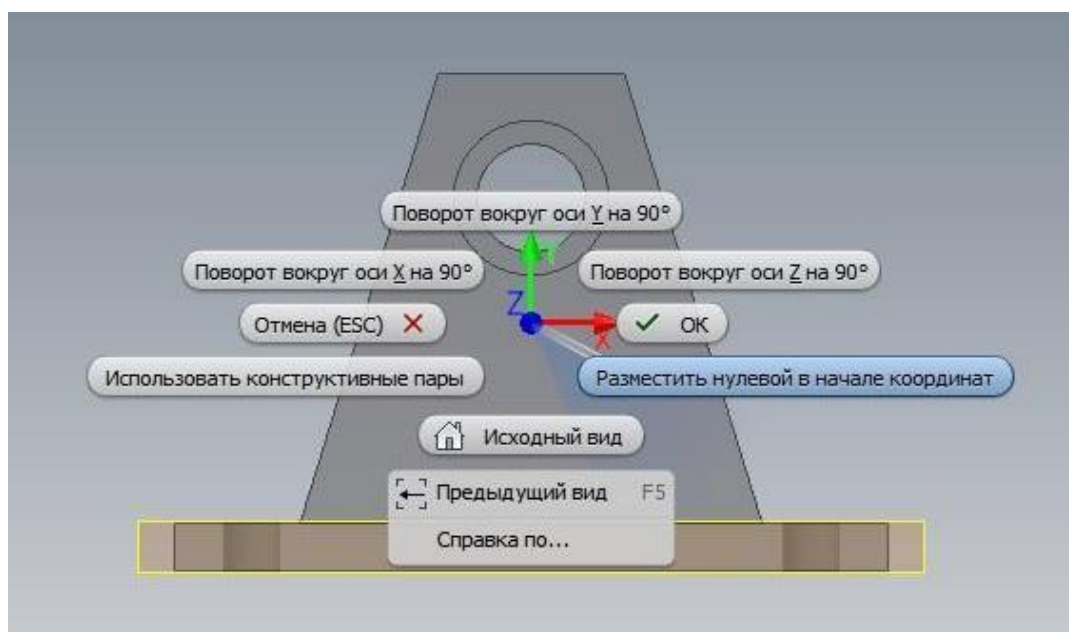 Поворот вокруг оси Y на 90°
Поворот вокруг оси X на 90°
Поворот вокруг оси Z на 90°
Y
Z
X
Отмена (ESC)
ОК
Использовать конструктивные пары
Разместить нулевой в начале координат
Исходный вид
Предыдущий вид F5
Справка по...